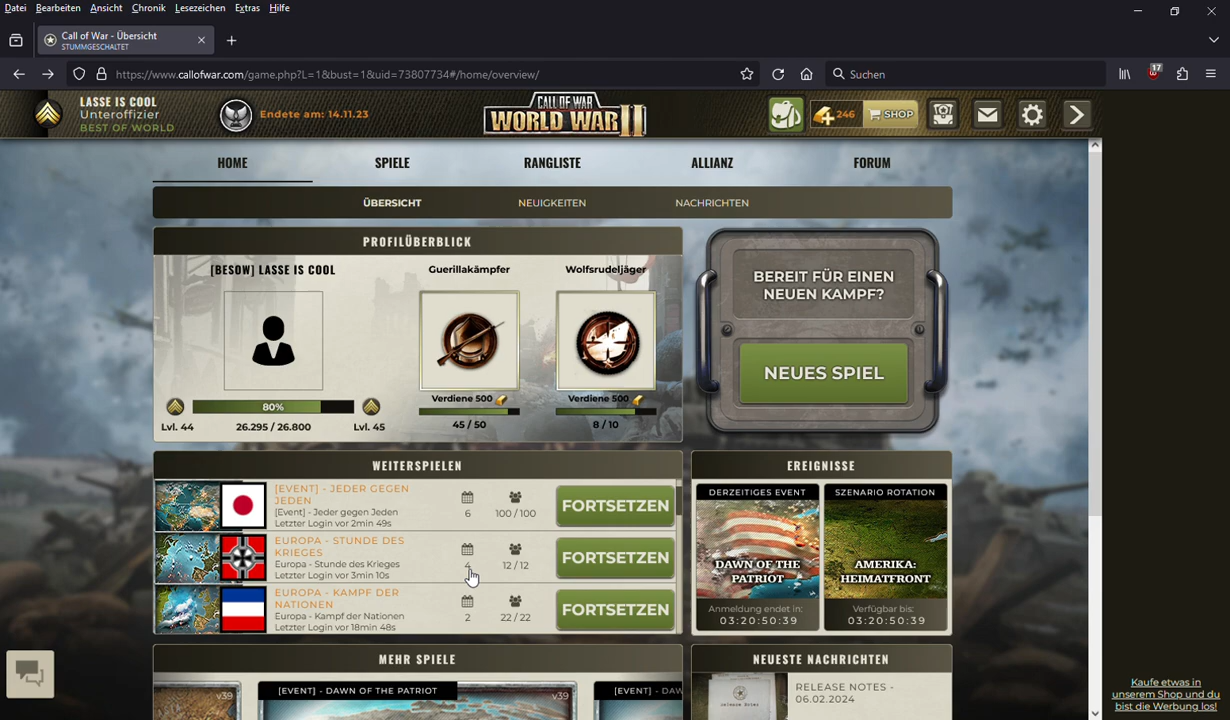 Datei Bearbeiten Ansicht Chronik Lesezeichen Extras Hilfe
Call of War - Übersicht
STUMMGESCHALTET
https://www.callofwar.com/game.php?L=1&bust=1&uid=73807734#/home/overview/
Suchen
17
LASSE IS COOL
Unteroffizier
BEST OF WORLD
Endete am: 14.11.23
CALL OF WAR
WORLD WAR II
246
SHOP
HOME SPIELE RANGLISTE ALLIANZ FORUM
ÜBERSICHT NEUIGKEITEN NACHRICHTEN
PROFILÜBERBLICK
[BESOW] LASSE IS COOL
Guerillakämpfer
Wolfsrudeljäger
Verdiene 500
Verdiene 500
80%
Lvl. 44
26.295 / 26.800
Lvl. 45
45 / 50
8 / 10
BEREIT FÜR EINEN
NEUEN KAMPF?
NEUES SPIEL
WEITERSPIELEN
[EVENT] - JEDER GEGEN
JEDEN
[Event] - Jeder gegen Jeden
Letzter Login vor 2min 49s
6
100 / 100
FORTSETZEN
EUROPA - STUNDE DES
KRIEGES
Europa - Stunde des Krieges
Letzter Login vor 3min 10s
4
12 / 12
FORTSETZEN
EUROPA - KAMPF DER
NATIONEN
Europa - Kampf der Nationen
Letzter Login vor 18min 48s
2
22 / 22
FORTSETZEN
EREIGNISSE
DERZEITIGES EVENT
DAWN OF THE
PATRIOT
Anmeldung endet in:
03:20:50:39
SZENARIO ROTATION
AMERIKA:
HEIMATFRONT
Verfügbar bis:
03:20:50:39
MEHR SPIELE
v39
[EVENT] - DAWN OF THE PATRIOT
v39
[EVENT] - DAW
NEUESTE NACHRICHTEN
RELEASE NOTES -
06.02.2024
Kaufe etwas in
unserem Shop und du
bist die Werbung los!